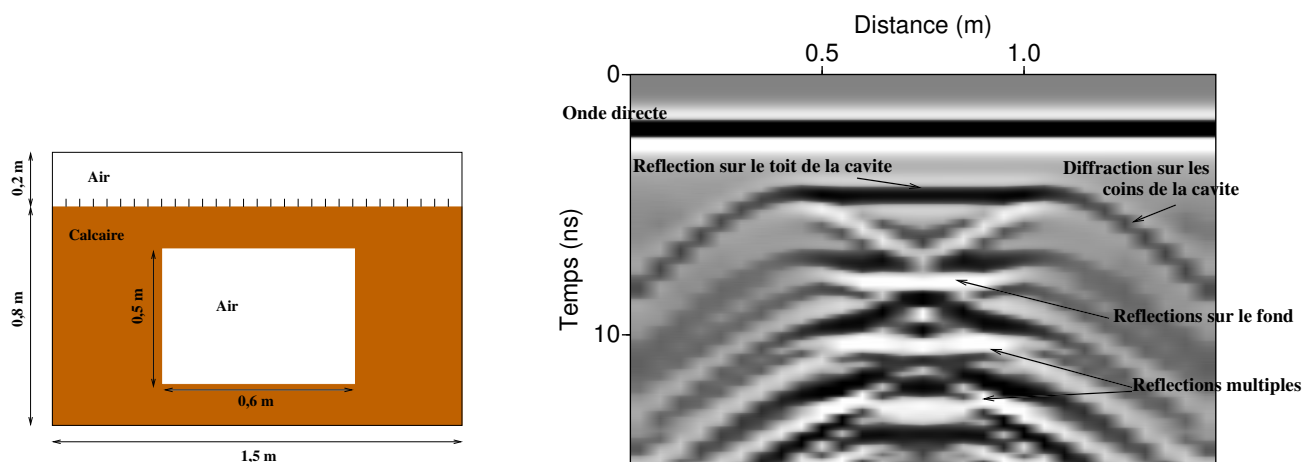 0,2 m
Air
Calcaire
0,8 m
0,5 m
Air
0,6 m
1,5 m
Distance (m)
0.5
1.0
0
Onde directe
Reflection sur le toit de la cavite
Diffraction sur les
coins de la cavite
Temps (ns)
Reflections sur le fond
10
Reflections multiples